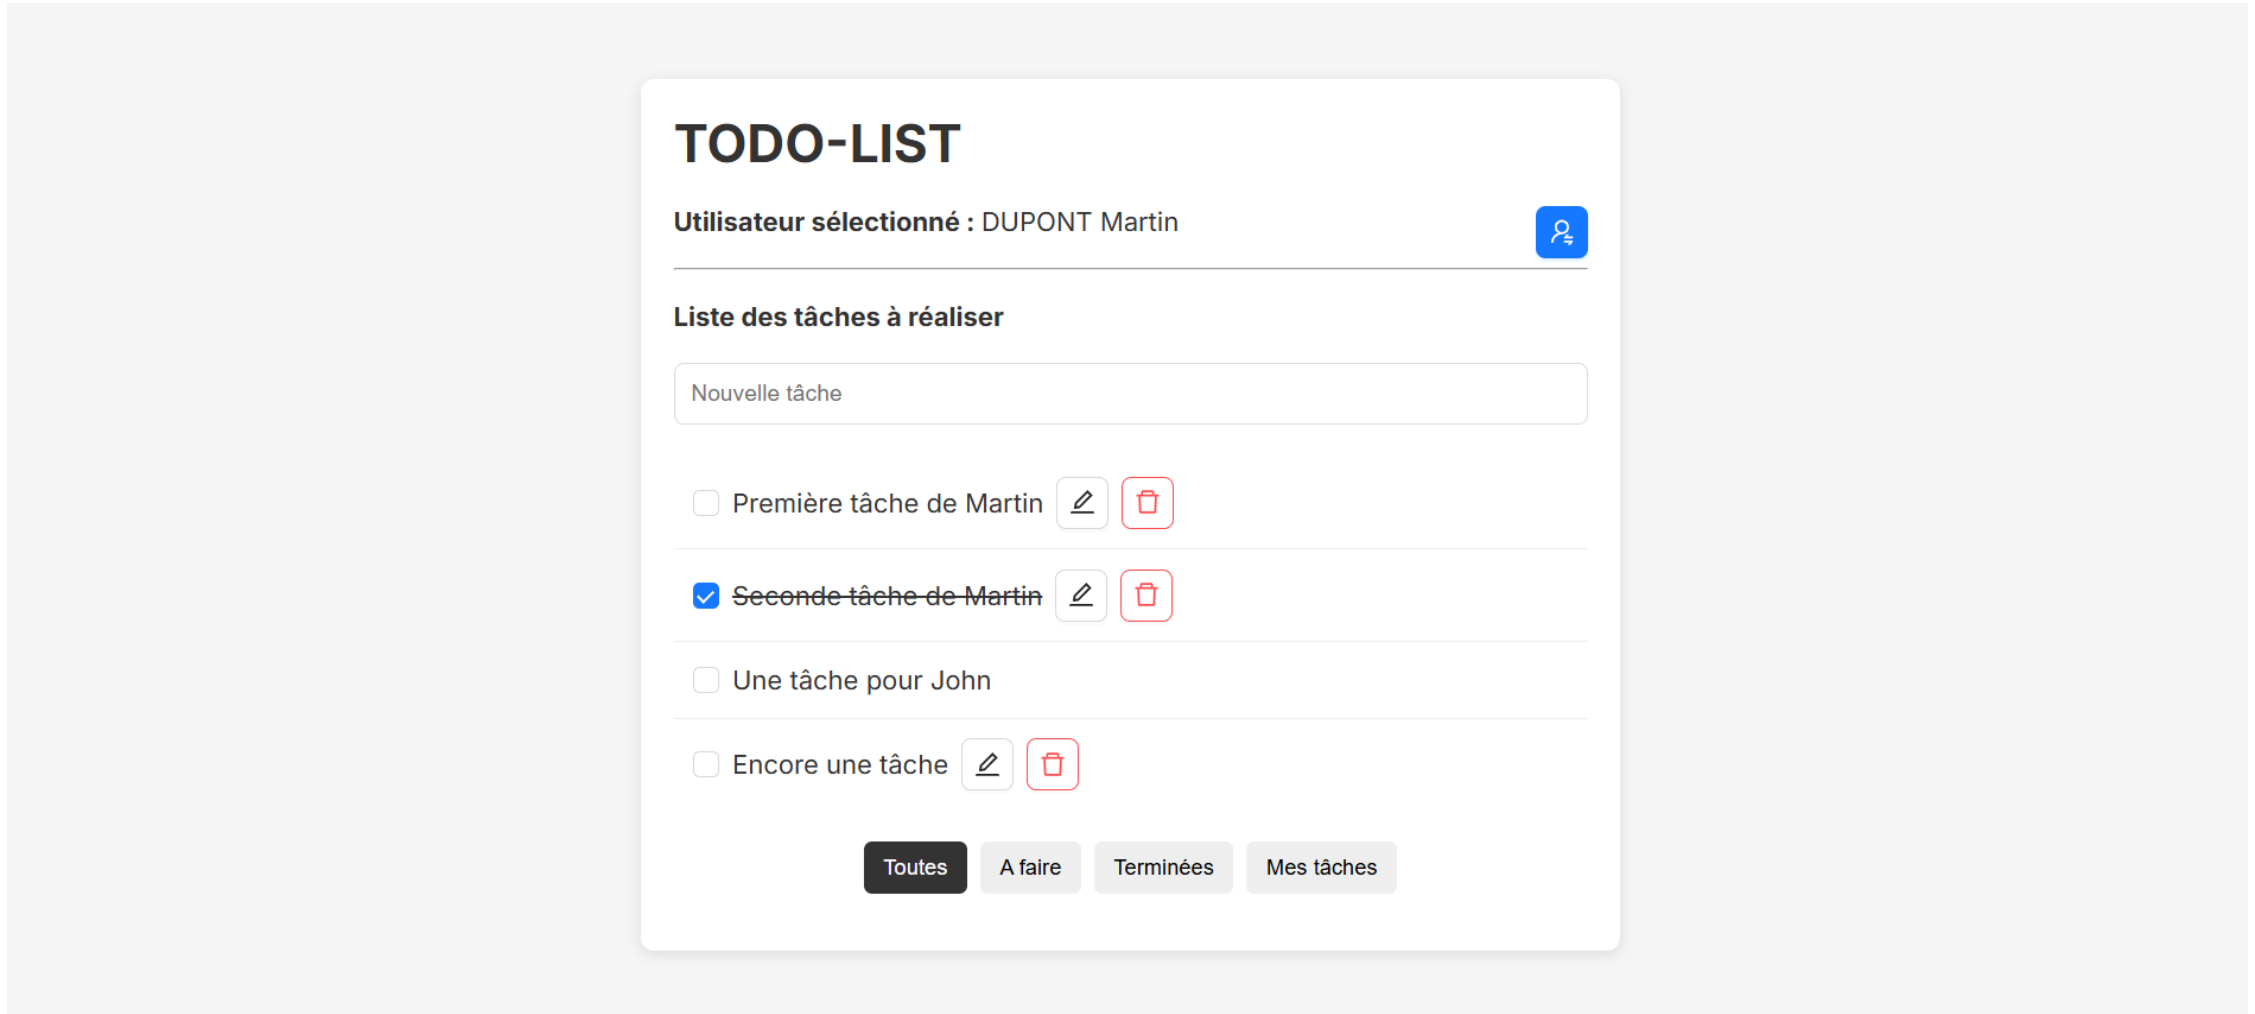 TODO-LIST
Utilisateur sélectionné : DUPONT Martin
Liste des tâches à réaliser
Nouvelle tâche
Première tâche de Martin
Seconde tâche de Martin
Une tâche pour John
Encore une tâche
Toutes A faire Terminées Mes tâches